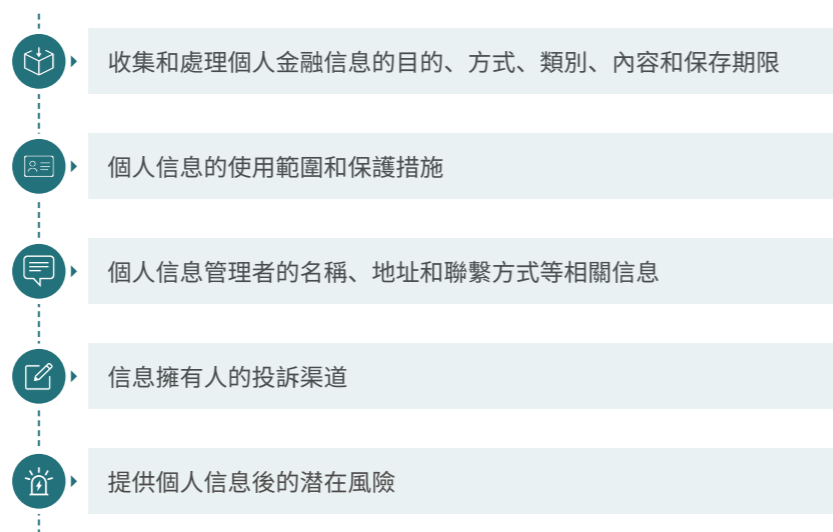 收集和處理個人金融信息的目的、方式、類別、內容和保存期限
個人信息的使用範圍和保護措施
個人信息管理者的名稱、地址和聯繫方式等相關信息
信息擁有人的投訴渠道
提供個人信息後的潛在風險